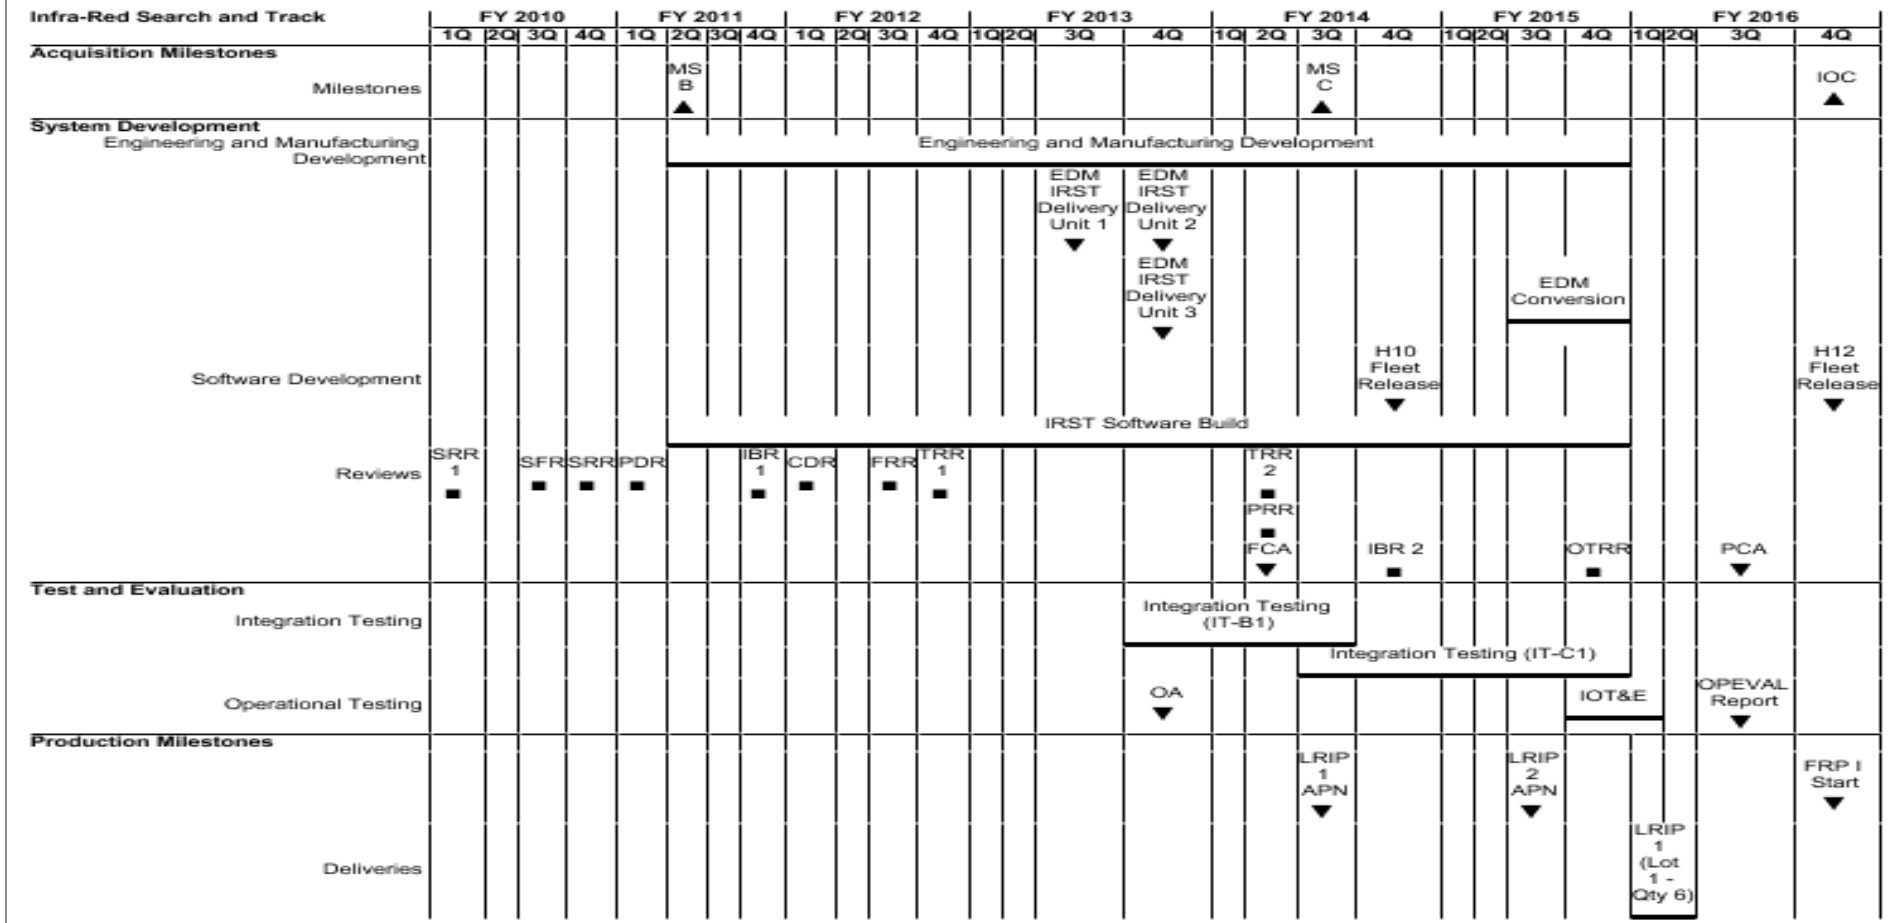 Infra-Red Search and Track FY 2010 FY 2011 FY 2012 FY 2013 FY 2014 FY 2015 FY 2016
1Q 2Q 3Q 4Q 1Q 2Q 3Q 4Q 1Q 2Q 3Q 4Q 1Q 2Q 3Q 4Q 1Q 2Q 3Q 4Q 1Q 2Q 3Q 4Q 1Q 2Q 3Q 4Q
Acquisition Milestones
Milestones
MS
B
MS
C
IOC
System Development
Engineering and Manufacturing
Development
Engineering and Manufacturing Development
EDM
IRST
Delivery
Unit 1
EDM
IRST
Delivery
Unit 2
EDM
IRST
Delivery
Unit 3
EDM
Conversion
Software Development
H10
Fleet
Release
H12
Fleet
Release
IRST Software Build
Reviews
SRR
1
SFR
SRR
PDR
IBR
1
CDR
FRR
TRR
1
TRR
2
PRR
FCA
IBR 2
OTRR
PCA
Test and Evaluation
Integration Testing
Integration Testing
(IT-B1)
Integration Testing (IT-C1)
Operational Testing
OA
IOT&E
OPEVAL
Report
Production Milestones
LRIP
1
APN
LRIP
2
APN
FRP I
Start
Deliveries
LRIP
1
(Lot
1 -
Qty 6)